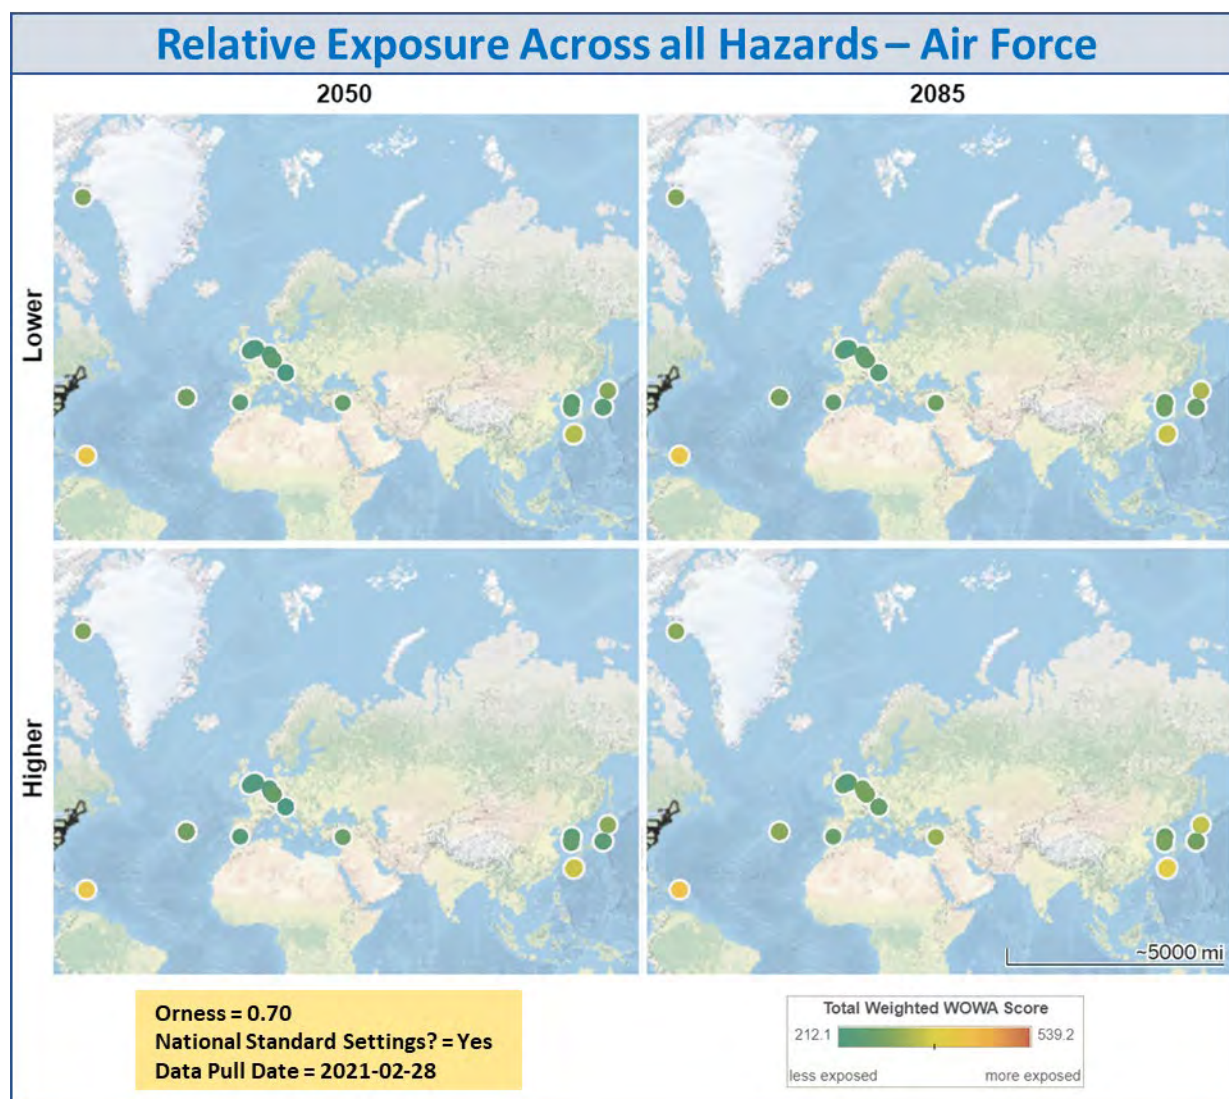 Relative Exposure Across all Hazards – Air Force
2050
2085
Lower
Higher
~5000 mi
Orness = 0.70
National Standard Settings? = Yes
Data Pull Date = 2021-02-28
Total Weighted WOWA Score
212.1
539.2
less exposed
more exposed